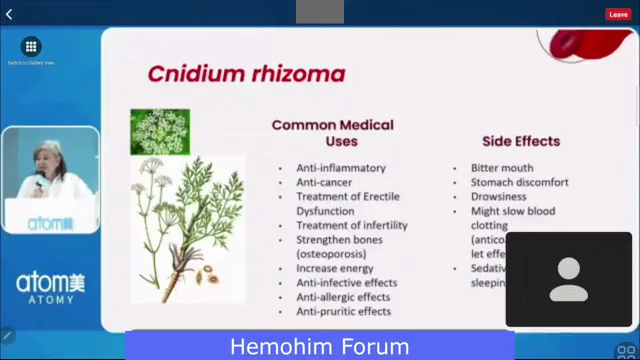 Leave
Switch to Gallery View
Cnidium rhizoma
Common Medical
Uses
• Anti-inflammatory
• Anti-cancer
• Treatment of Erectile
Dysfunction
• Treatment of infertility
• Strengthen bones
(osteoporosis)
• Increase energy
• Anti-infective effects
• Anti-allergic effects
• Anti-pruritic effects
Side Effects
• Bitter mouth
• Stomach discomfort
• Drowsiness
• Might slow blood
clotting
let
• Sedative
atom美
atom美
ATOMY
Hemohim Forum